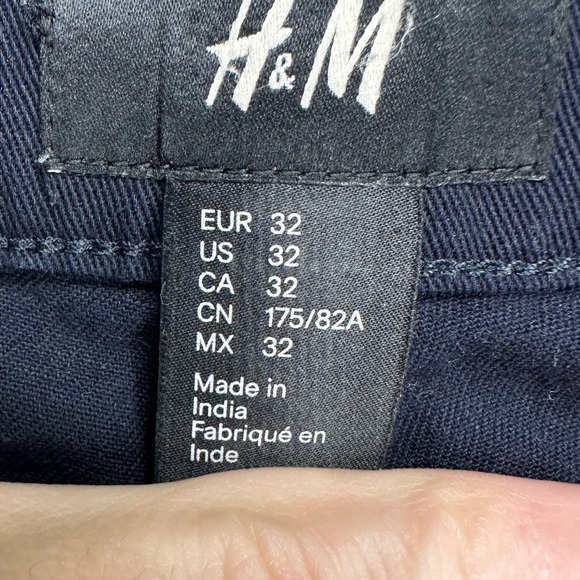 H&M
EUR 32
US 32
CA 32
CN 175/82A
MX 32
Made in
India
Fabriqué en
Inde